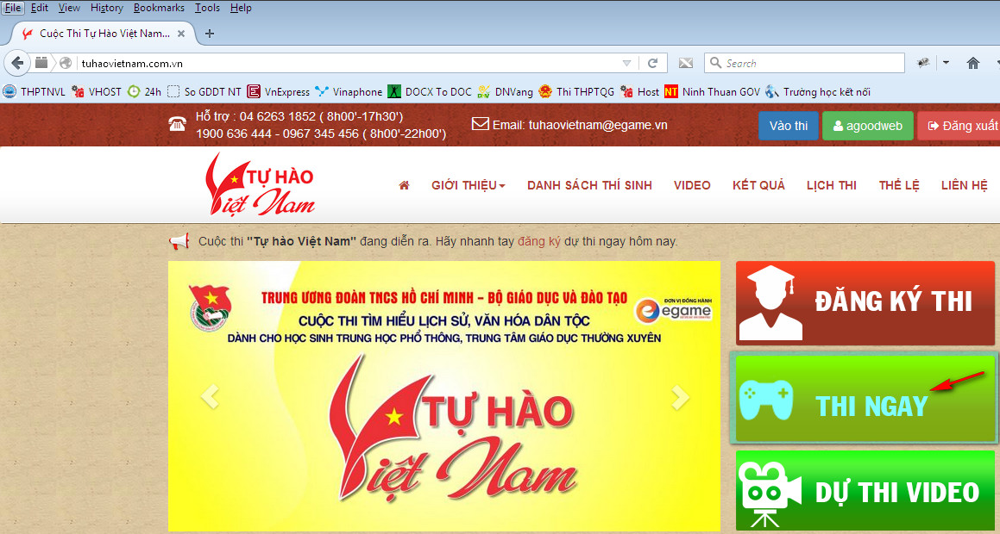 File Edit View History Bookmarks Tools Help
Cuộc Thi Tự Hào Việt Nam...
tuhaovietnam.com.vn
Search
THPTNVL VHOST 24h So GDDT NT VnExpress Vinaphone DOCX To DOC DNVang Thi THPTQG Host Ninh Thuan GOV Trường học kết nối
Hỗ trợ : 04 6263 1852 ( 8h00'-17h30')
1900 636 444 - 0967 345 456 ( 8h00'-22h00')
Email: tuhaovietnam@egame.vn
Vào thi agoodweb Đăng xuất
TỰ HÀO
Việt Nam
GIỚI THIỆU DANH SÁCH THÍ SINH VIDEO KẾT QUẢ LỊCH THI THỂ LỆ LIÊN HỆ
Cuộc thi "Tự hào Việt Nam" đang diễn ra. Hãy nhanh tay đăng ký dự thi ngay hôm nay.
TRUNG ƯƠNG ĐOÀN TNCS HỒ CHÍ MINH – BỘ GIÁO DỤC VÀ ĐÀO TẠO
ĐƠN VỊ ĐỒNG HÀNH
egame
CUỘC THI TÌM HIỂU LỊCH SỬ, VĂN HÓA DÂN TỘC
DÀNH CHO HỌC SINH TRUNG HỌC PHỔ THÔNG, TRUNG TÂM GIÁO DỤC THƯỜNG XUYÊN
TỰ HÀO
Việt Nam
ĐĂNG KÝ THI
THI NGAY
DỰ THI VIDEO